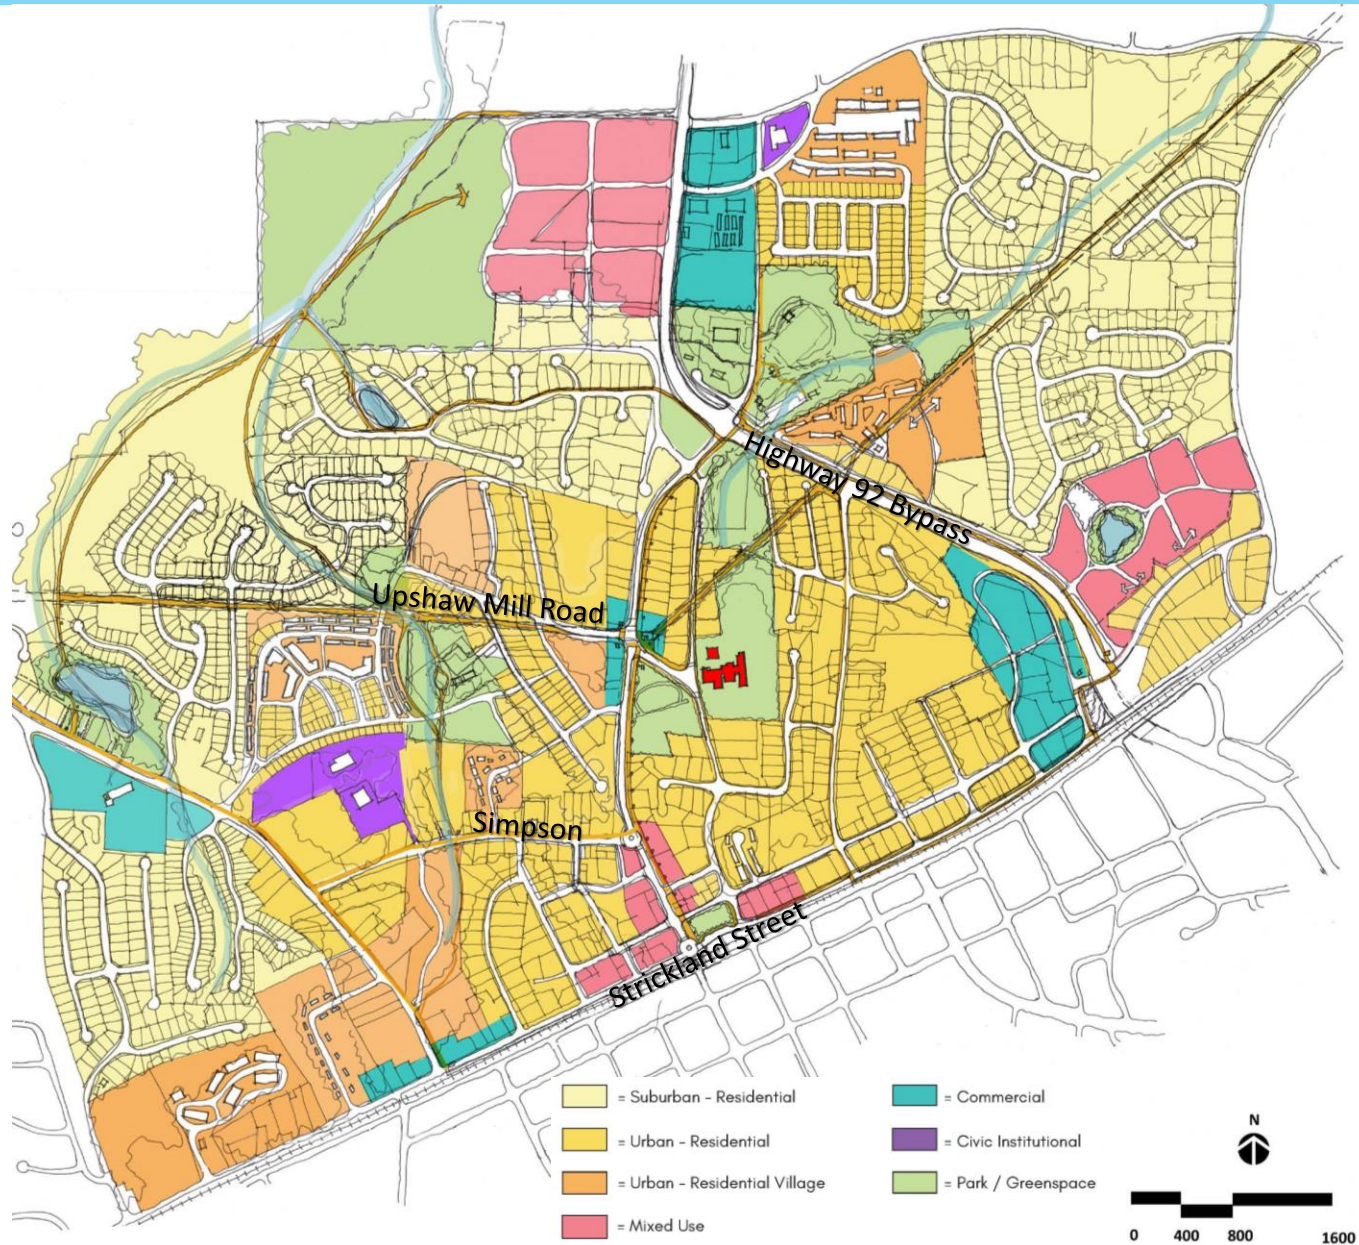 Highway 92 Bypass
Upshaw Mill Road
Simpson
Strickland Street
= Suburban - Residential
= Urban - Residential
= Urban - Residential Village
= Mixed Use
= Commercial
= Civic Institutional
= Park / Greenspace
N
0 400 800 1600